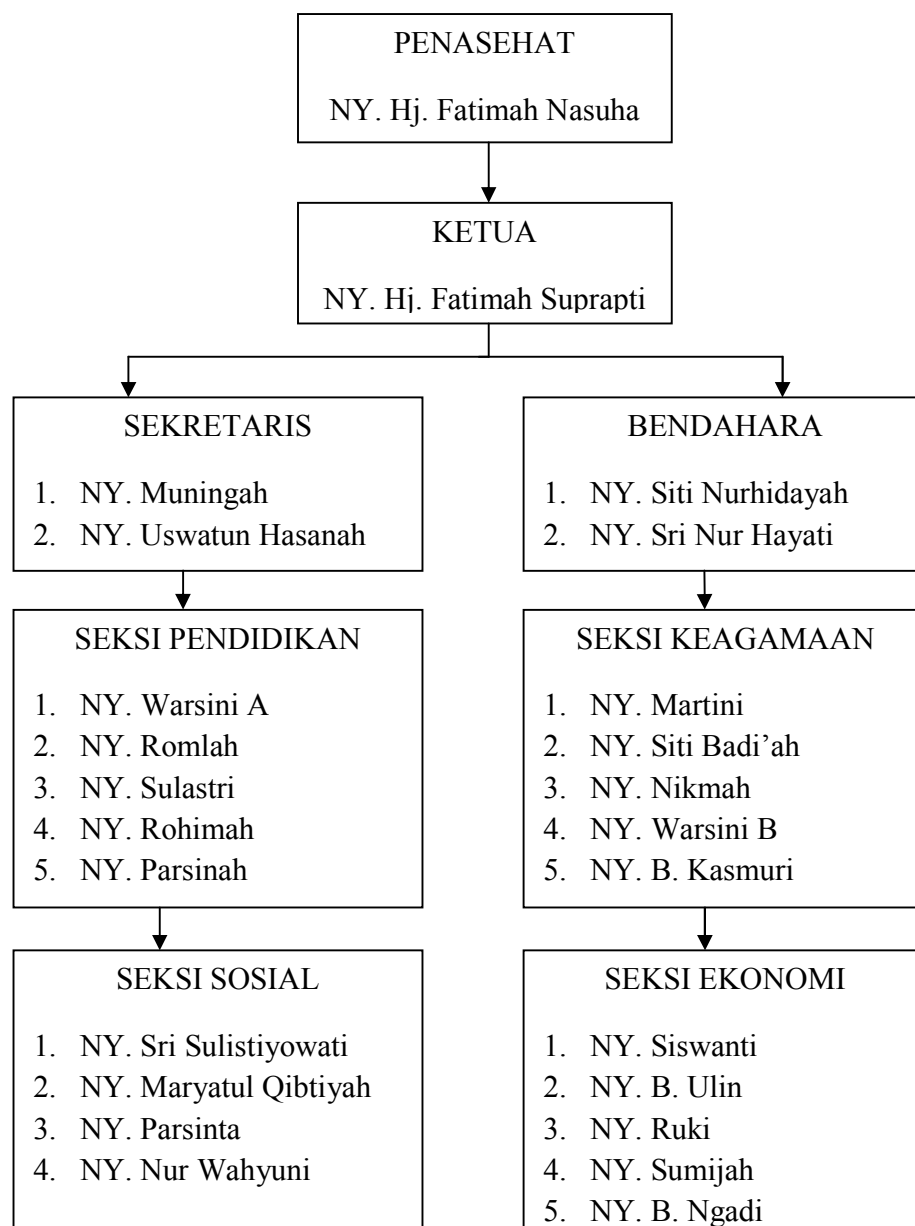 PENASEHAT
NY. Hj. Fatimah Nasuha
KETUA
NY. Hj. Fatimah Suprapti
SEKRETARIS
1. NY. Muningah
2. NY. Uswatun Hasanah
BENDAHARA
1. NY. Siti Nurhidayah
2. NY. Sri Nur Hayati
SEKSI PENDIDIKAN
1. NY. Warsini A
2. NY. Romlah
3. NY. Sulastri
4. NY. Rohimah
5. NY. Parsinah
SEKSI KEAGAMAAN
1. NY. Martini
2. NY. Siti Badi’ah
3. NY. Nikmah
4. NY. Warsini B
5. NY. B. Kasmuri
SEKSI SOSIAL
1. NY. Sri Sulistiyowati
2. NY. Maryatul Qibtiyah
3. NY. Parsinta
4. NY. Nur Wahyuni
SEKSI EKONOMI
1. NY. Siswanti
2. NY. B. Ulin
3. NY. Ruki
4. NY. Sumijah
5. NY. B. Ngadi